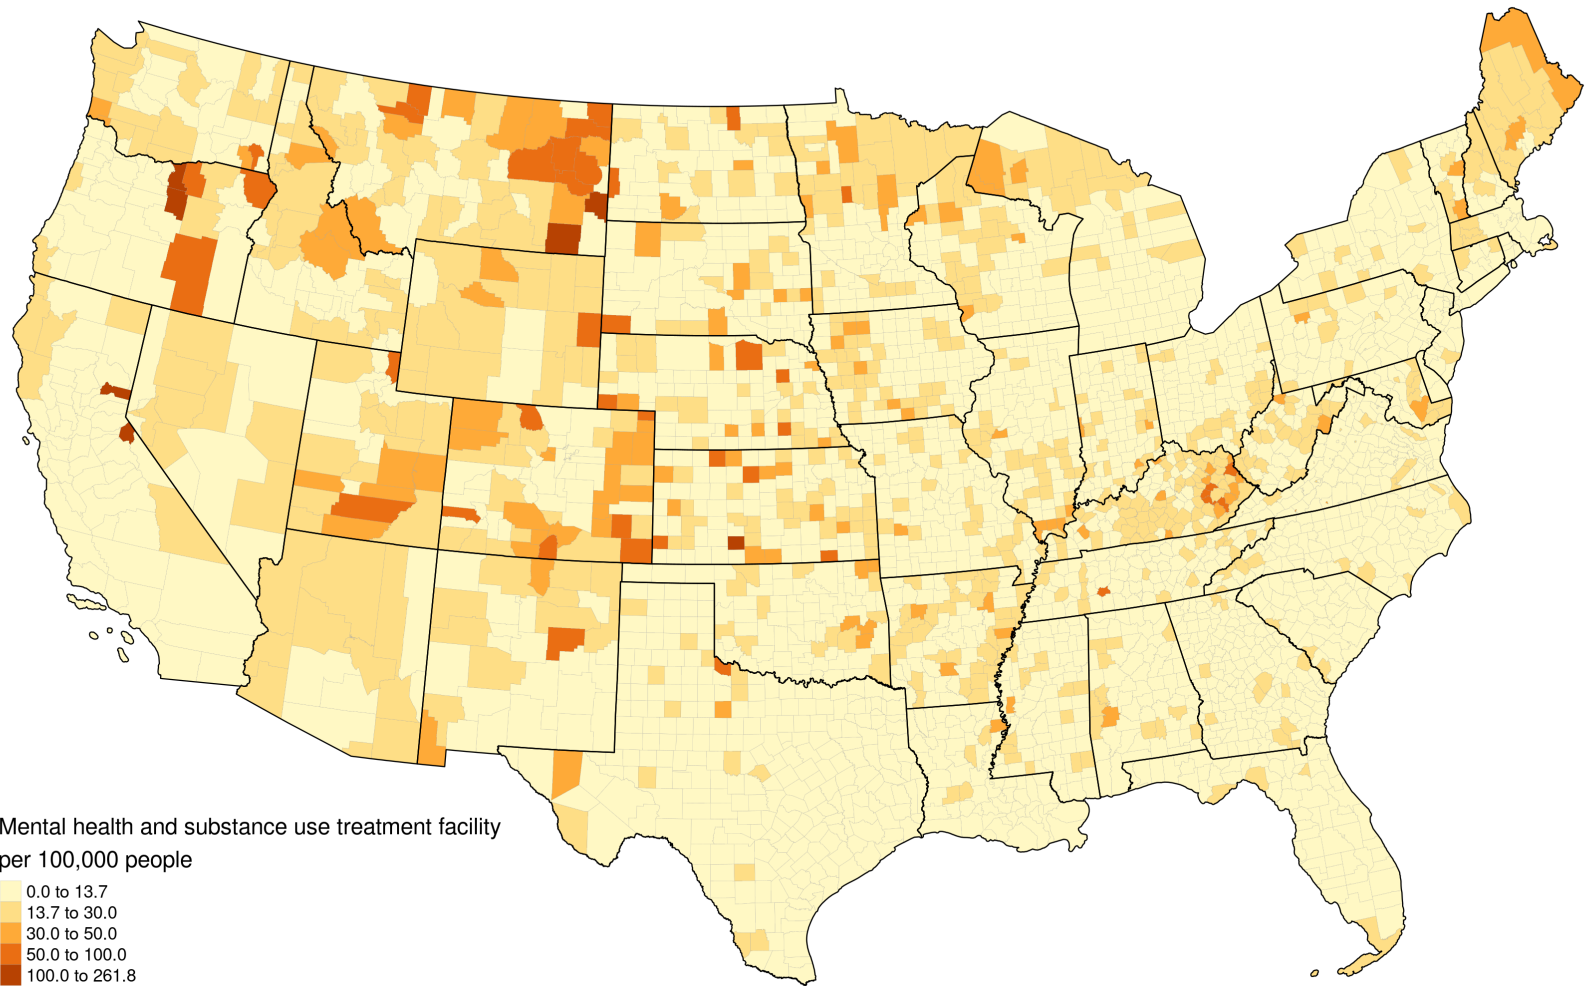 Mental health and substance use treatment facility
per 100,000 people
0.0 to 13.7
13.7 to 30.0
30.0 to 50.0
50.0 to 100.0
100.0 to 261.8